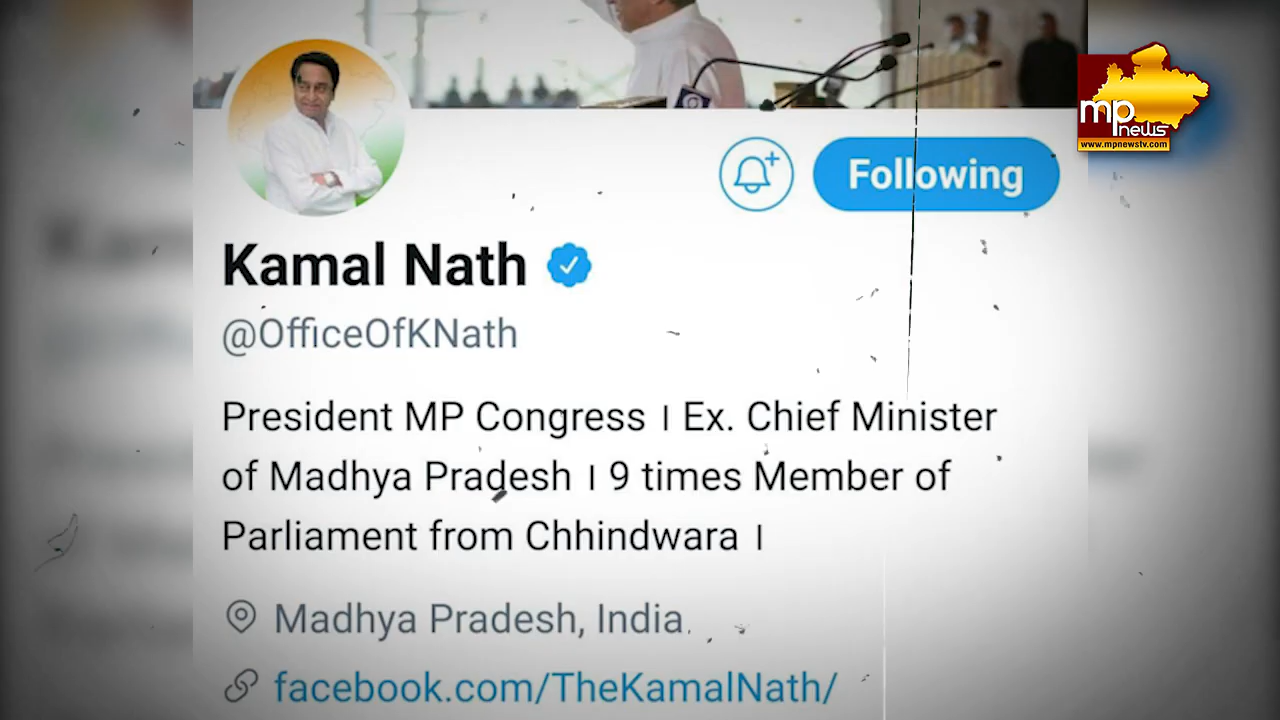 mp
news
www.mpnewstv.com
Following
Kamal Nath
@OfficeOfKNath
President MP Congress । Ex. Chief Minister
of Madhya Pradesh । 9 times Member of
Parliament from Chhindwara ।
Madhya Pradesh, India
facebook.com/TheKamalNath/